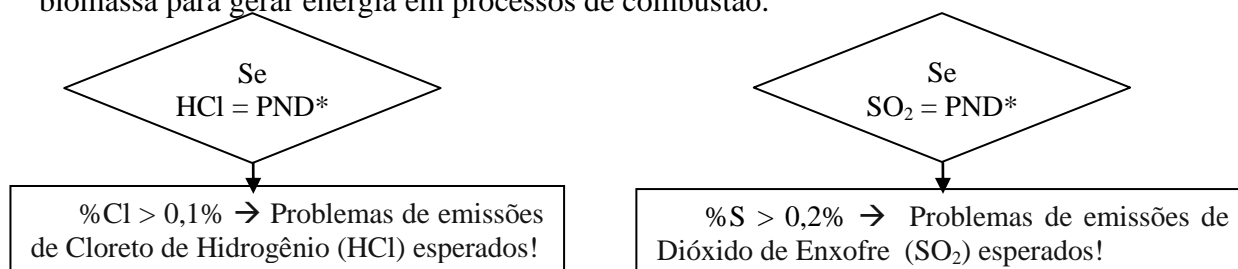 biomassa para gerar energia em processos de combustão.
Se
HCl = PND*
Se
SO₂ = PND*
%Cl > 0,1% → Problemas de emissões
de Cloreto de Hidrogênio (HCl) esperados!
%S > 0,2% → Problemas de emissões de
Dióxido de Enxofre (SO₂) esperados!